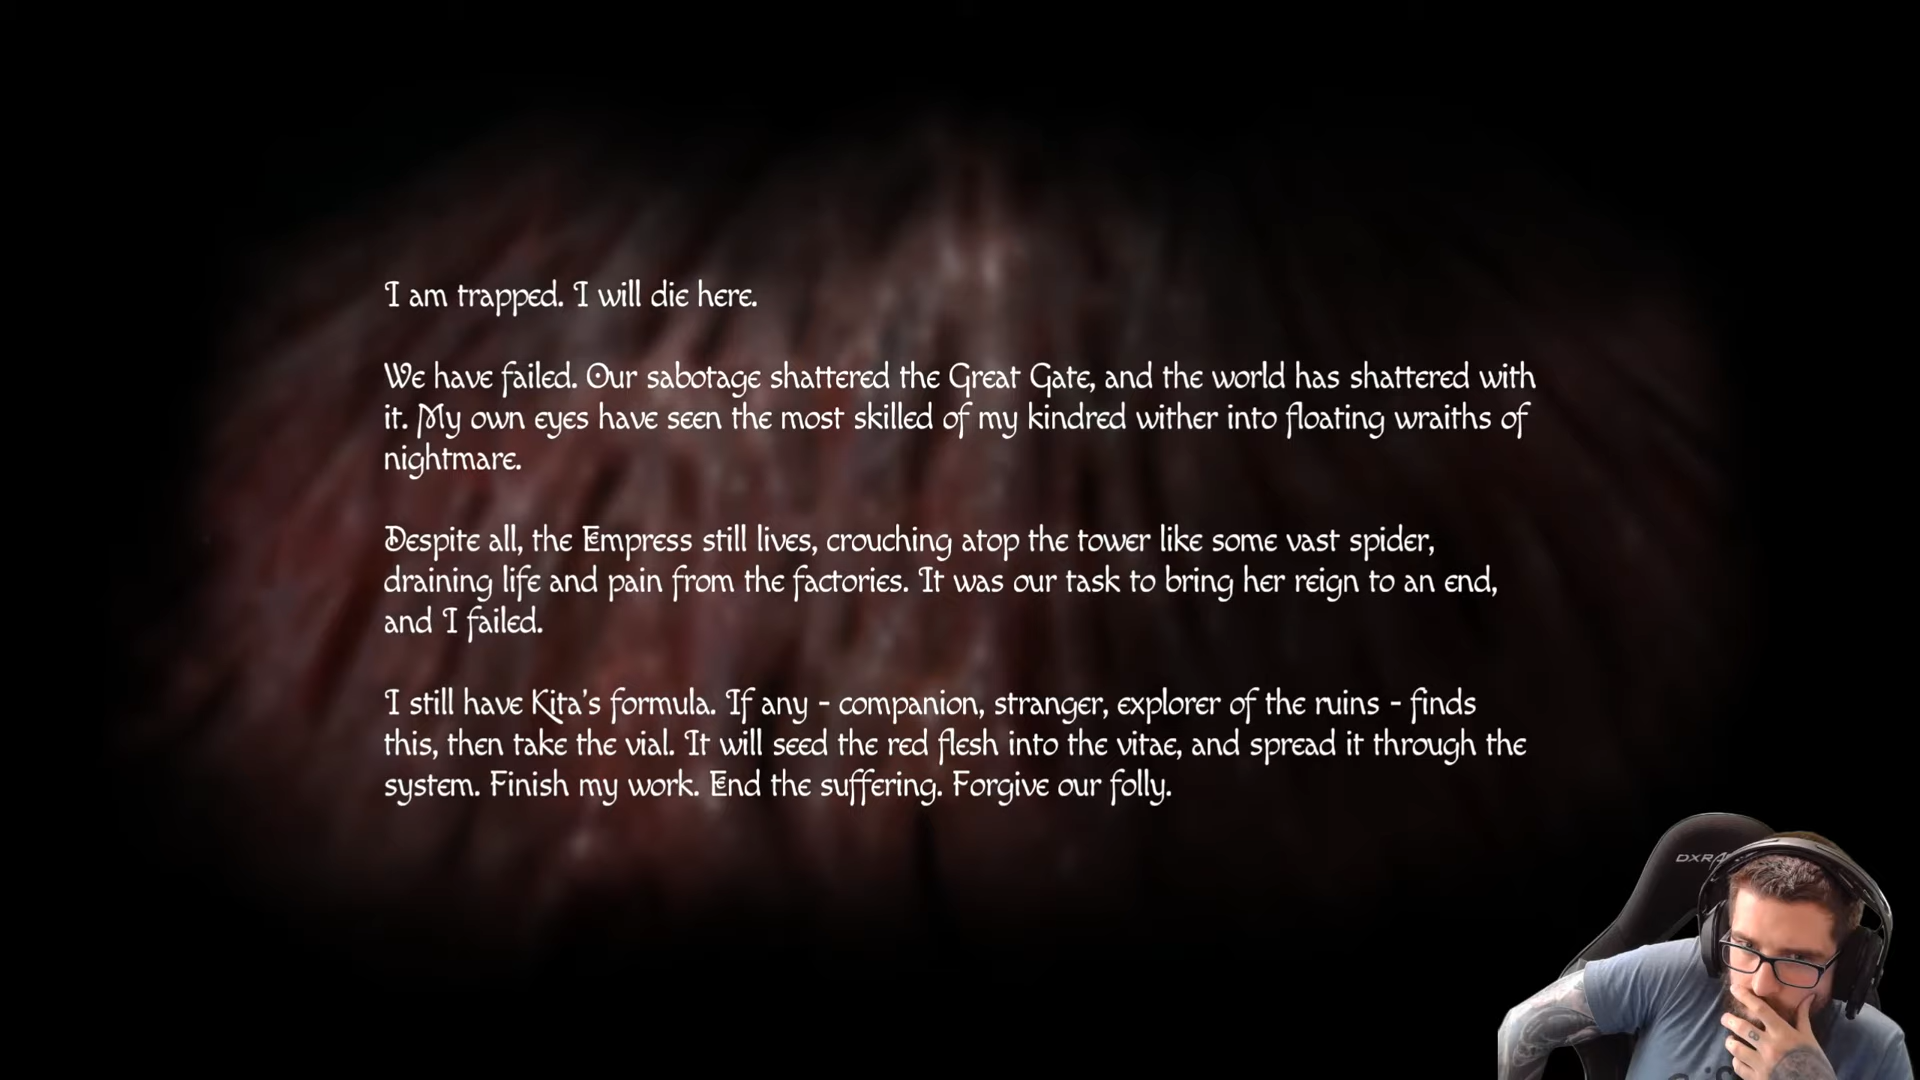 I am trapped. I will die here.
We have failed. Our sabotage shattered the Great Gate, and the world has shattered with
it. My own eyes have seen the most skilled of my kindred wither into floating wraiths of
nightmare.
Despite all, the Empress still lives, crouching atop the tower like some vast spider,
draining life and pain from the factories. It was our task to bring her reign to an end,
and I failed.
I still have Kita's formula. If any - companion, stranger, explorer of the ruins - finds
this, then take the vial. It will seed the red flesh into the vitae, and spread it through the
system. Finish my work. End the suffering. Forgive our folly.